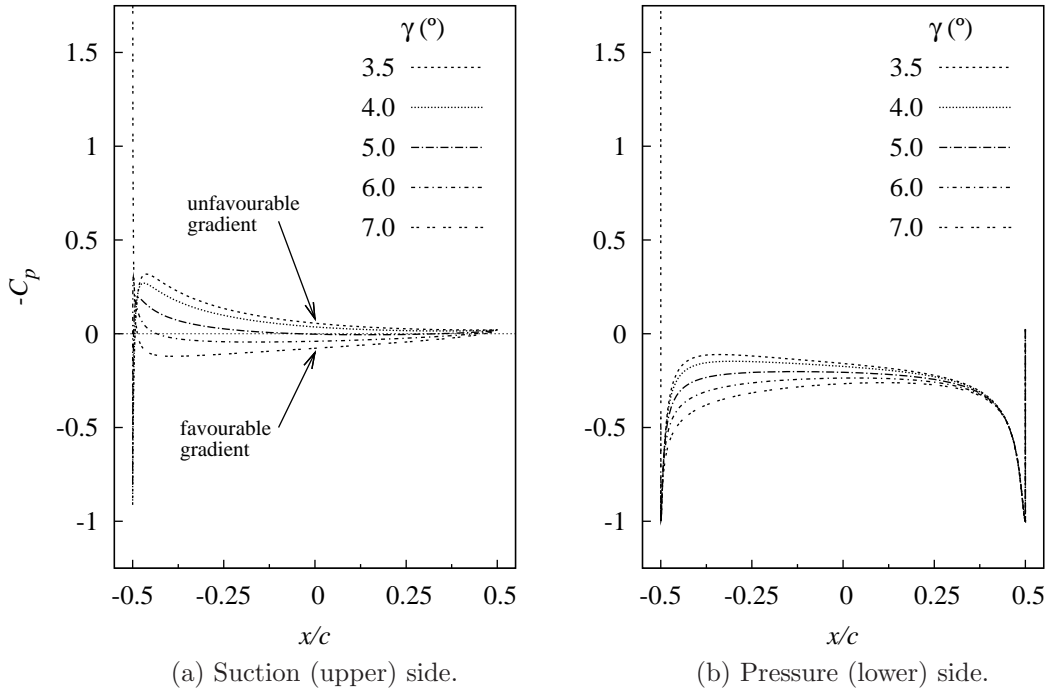 1.5
1
0.5
0
-0.5
-1
-Cp
γ (º)
3.5
4.0
5.0
6.0
7.0
unfavourable
gradient
favourable
gradient
-0.5
-0.25
0
0.25
0.5
x/c
(a) Suction (upper) side.
1.5
1
0.5
0
-0.5
-1
γ (º)
3.5
4.0
5.0
6.0
7.0
-0.5
-0.25
0
0.25
0.5
x/c
(b) Pressure (lower) side.